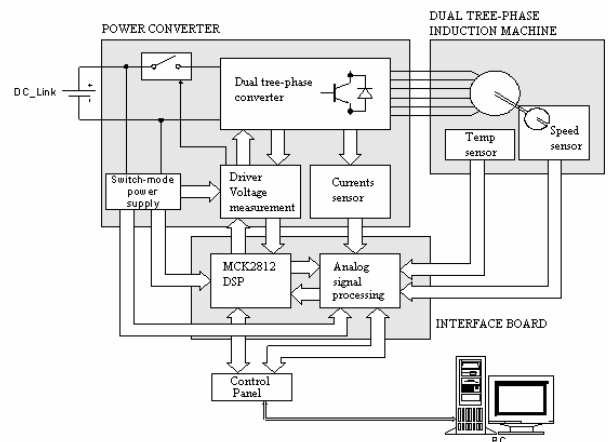 DUAL TREE-PHASE
INDUCTION MACHINE
POWER CONVERTER
DC_Link
+
-
Dual tree-phase
converter
Temp
sensor
Speed
sensor
Switch-mode
power
supply
Driver
Voltage
measurement
Currents
sensor
MCK2812
DSP
Analog
signal
processing
INTERFACE BOARD
Control
Panel
PC